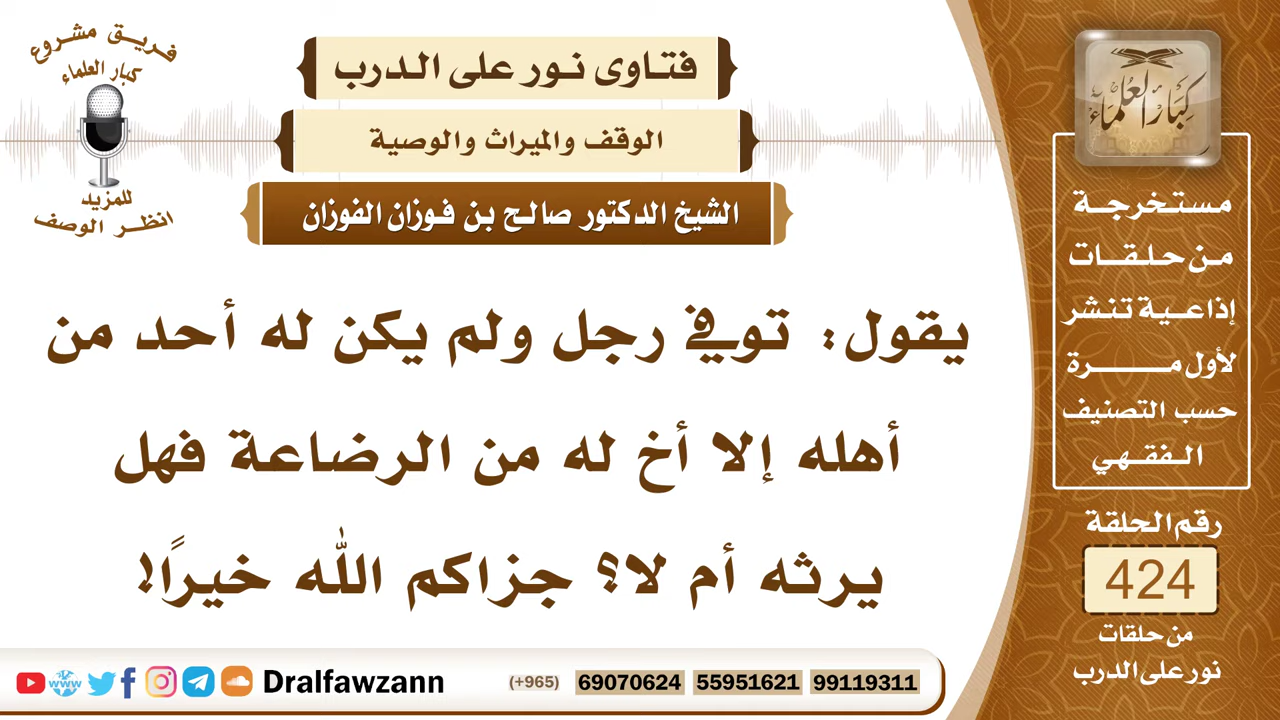 فريق مشروع
كبار العلماء
للمزيد
انظر الوصف
فتاوى نور على الدرب
الوقف والميراث والوصية
الشيخ الدكتور صالح بن فوزان الفوزان
يقول: توفي رجل ولم يكن له أحد من
أهله إلا أخ له من الرضاعة فهل
يرثه أم لا؟ جزاكم الله خيرًا!
كبار العلماء
مستخرجة
من حلقات
إذاعية تنشر
لأول مرة
حسب التصنيف
الفقهي
رقم الحلقة
424
من حلقات
نور على الدرب
www
Dralfawzann
(+965) 69070624 55951621 99119311